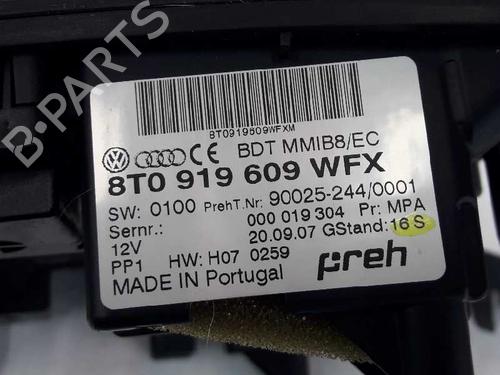 8T0919609WFXM
CE BDT MMIB8/EC
8T0 919 609 WFX
SW: 0100 PrehT.Nr: 90025-244/0001
Sernr.: 000 019 304 Pr: MPA
12V 20.09.07 GStand: 16 S
PP1 HW: H07 0259
MADE IN Portugal preh